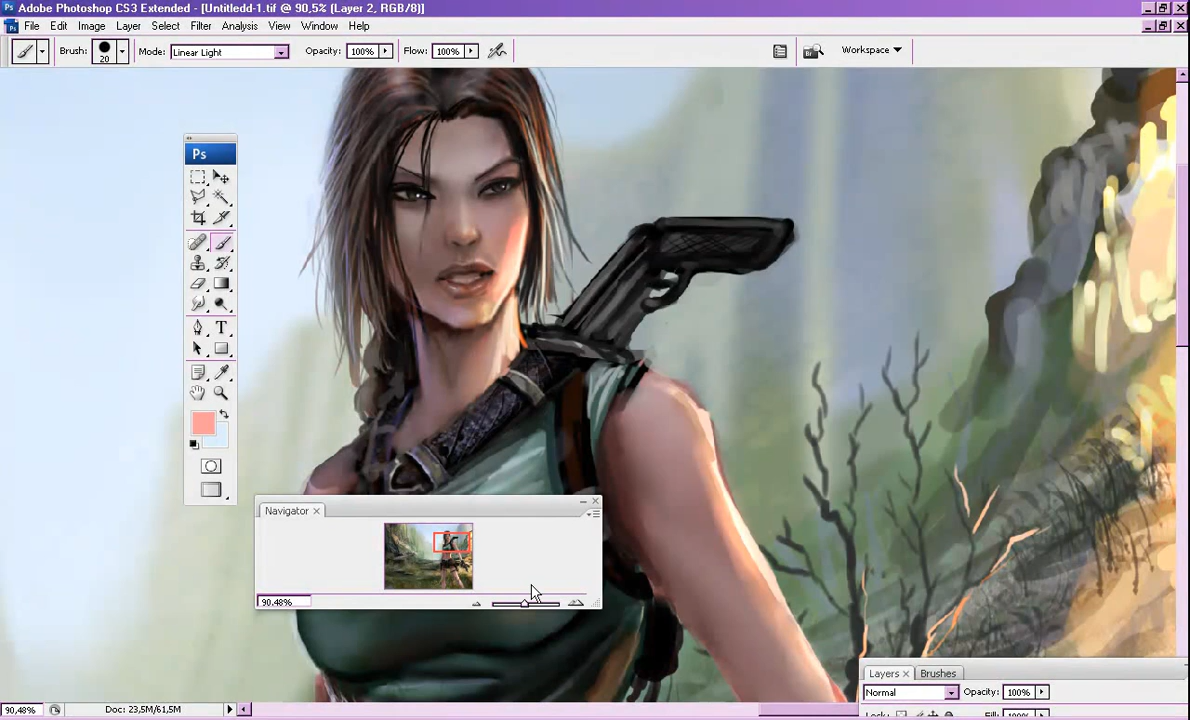 Adobe Photoshop CS3 Extended - [Untitledd-1.tif @ 90,5% (Layer 2, RGB/8)]
File Edit Image Layer Select Filter Analysis View Window Help
Brush: 20 Mode: Linear Light Opacity: 100% Flow: 100% Workspace
Ps
T
Navigator
90.48%
Layers Brushes
Normal Opacity: 100%
90,48% Doc: 23,5M/61,5M